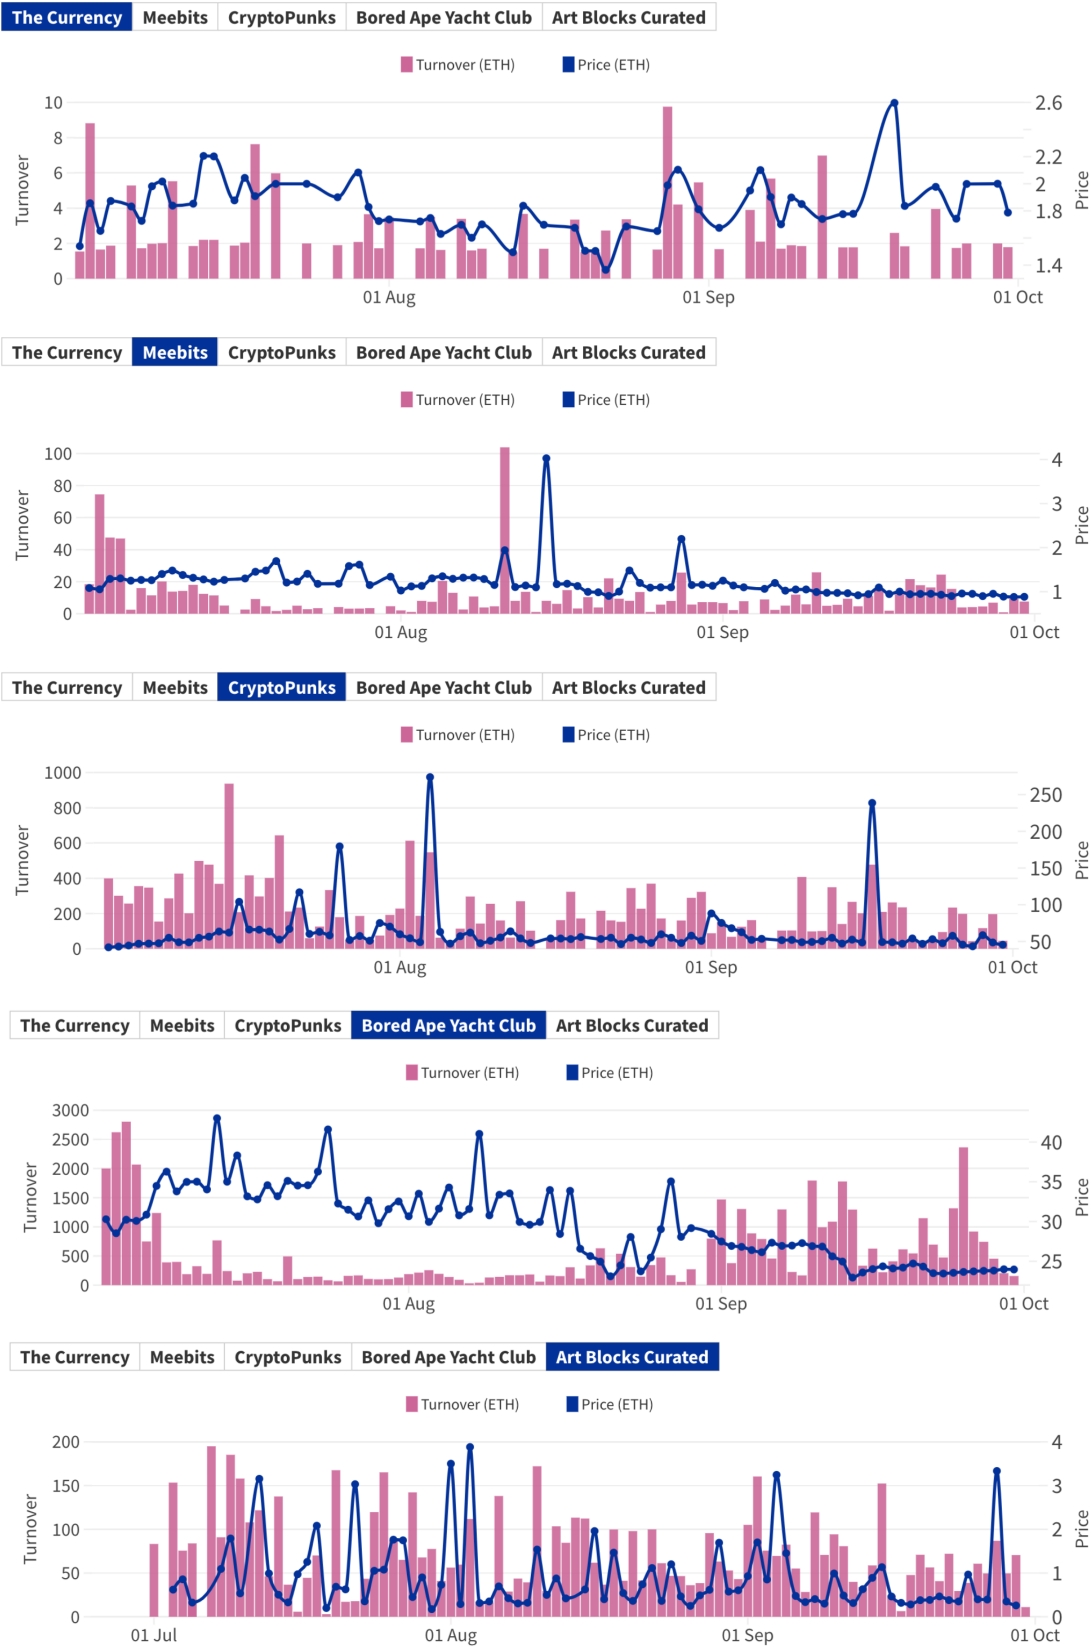 The Currency Meebits CryptoPunks Bored Ape Yacht Club Art Blocks Curated
Turnover (ETH) Price (ETH)
10 2.6
8
2.2
6 2
4 1.8
2
1.4
0
Turnover
Price
01 Aug 01 Sep 01 Oct
The Currency Meebits CryptoPunks Bored Ape Yacht Club Art Blocks Curated
Turnover (ETH) Price (ETH)
100 4
80
3
60
40 2
20
1
0
Turnover
Price
01 Aug 01 Sep 01 Oct
The Currency Meebits CryptoPunks Bored Ape Yacht Club Art Blocks Curated
Turnover (ETH) Price (ETH)
1000
250
800
200
600
150
400
100
200
50
0
Turnover
Price
01 Aug 01 Sep 01 Oct
The Currency Meebits CryptoPunks Bored Ape Yacht Club Art Blocks Curated
Turnover (ETH) Price (ETH)
3000
2500 40
2000
35
1500
1000 30
500
25
0
Turnover
Price
01 Aug 01 Sep 01 Oct
The Currency Meebits CryptoPunks Bored Ape Yacht Club Art Blocks Curated
Turnover (ETH) Price (ETH)
200 4
150 3
100 2
50 1
0 0
Turnover
Price
01 Jul 01 Aug 01 Sep 01 Oct